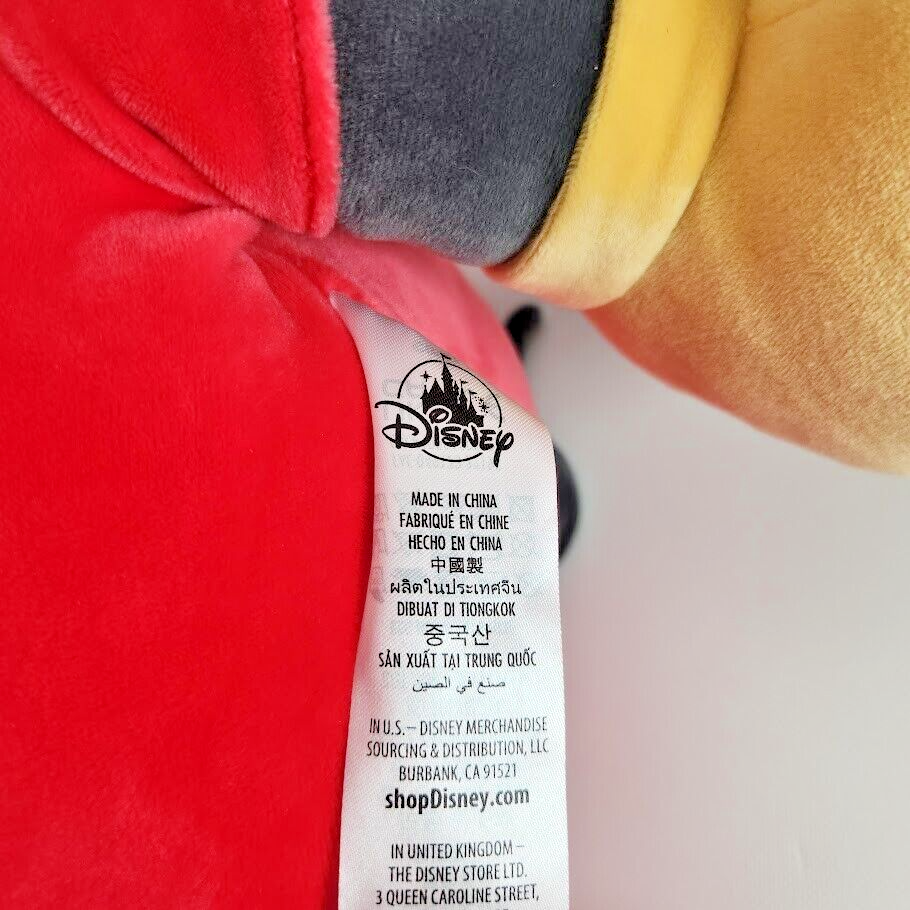 Disney
MADE IN CHINA
FABRIQUÉ EN CHINE
HECHO EN CHINA
中國製
ผลิตในประเทศจีน
DIBUAT DI TIONGKOK
중국산
SẢN XUẤT TẠI TRUNG QUỐC
صنع في الصين
IN U.S.– DISNEY MERCHANDISE
SOURCING & DISTRIBUTION, LLC
BURBANK, CA 91521
shopDisney.com
IN UNITED KINGDOM –
THE DISNEY STORE LTD.
3 QUEEN CAROLINE STREET,